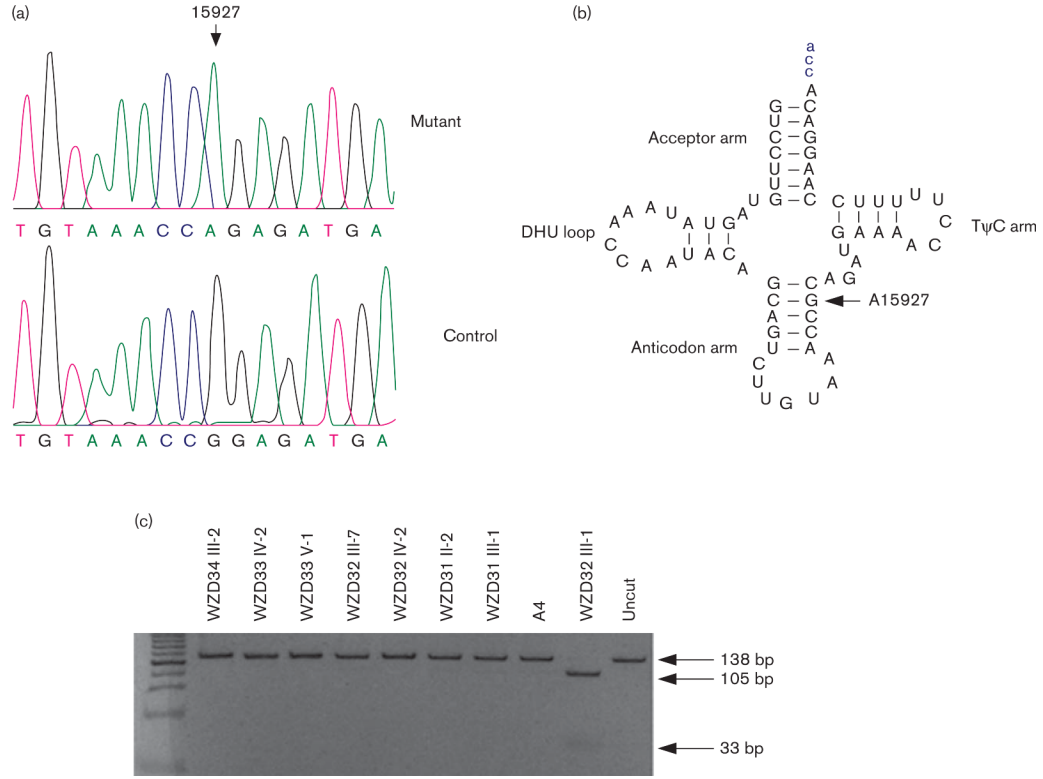 (a)
15927
Mutant
T G T A A A C C A G A G A T G A
Control
T G T A A A C C G G A G A T G A
(b)
a
c
c
A
G – C
U – A
C – G
C – G
U – A
U – A
G – C
Acceptor arm
A A A U A U G A U
DHU loop
C C A A U A C A
C U U U U U U
C C
G A A A A A
U A G A
TψC arm
G – C
C – G
A – C
G – C
U – A
A15927
Anticodon arm
C U U G U A A
(c)
WZD34 III-2
WZD33 IV-2
WZD33 V-1
WZD32 III-7
WZD32 IV-2
WZD31 II-2
WZD31 III-1
A4
WZD32 III-1
Uncut
138 bp
105 bp
33 bp